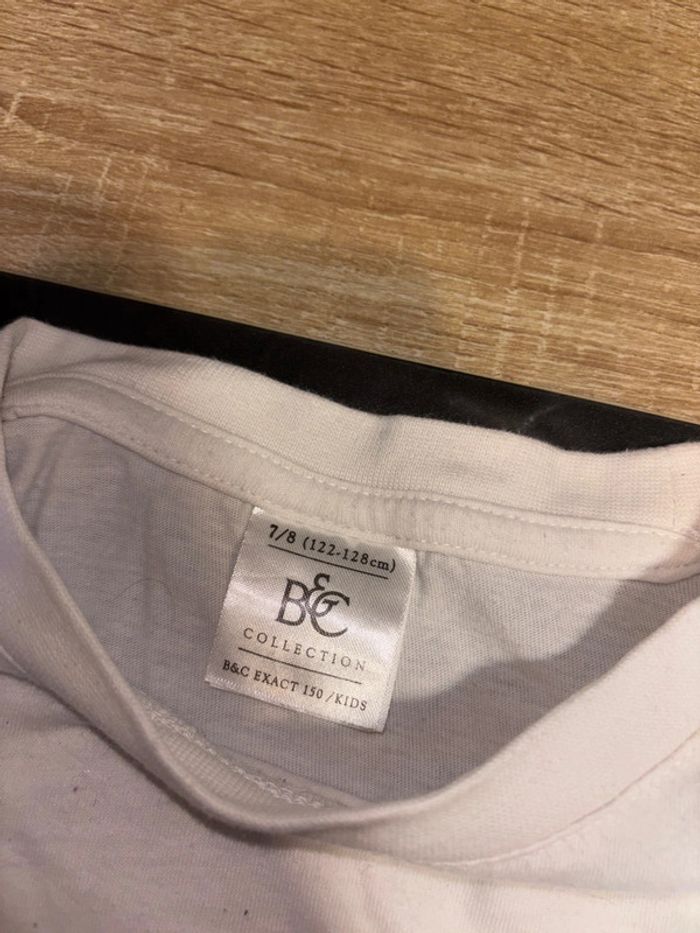 7/8 (122-128cm)
B&C
COLLECTION
B&C EXACT 150 /KIDS